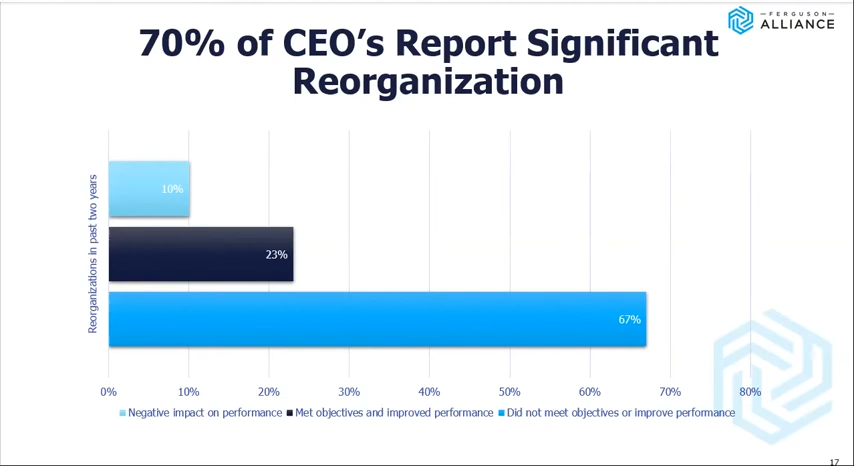 FERGUSON
ALLIANCE
70% of CEO’s Report Significant
Reorganization
Reorganizations in past two years
10%
23%
67%
0% 10% 20% 30% 40% 50% 60% 70% 80%
Negative impact on performance Met objectives and improved performance Did not meet objectives or improve performance
17